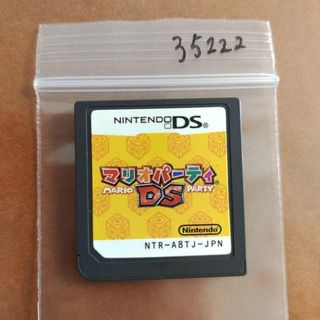 35222
NINTENDO DS
マリオパーティ
MARIO PARTY
DS
Nintendo
NTR-A8TJ-JPN